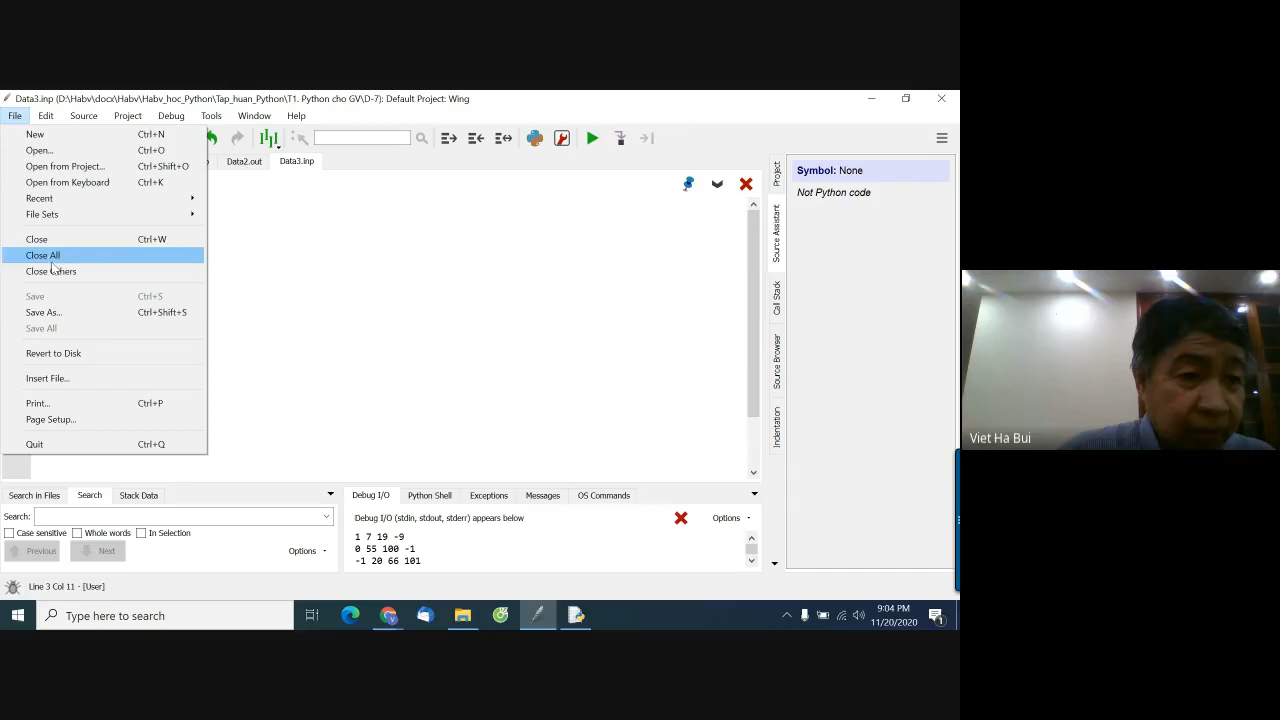 Data3.inp (D:\Habv\docx\Habv\Habv_hoc_Python\Tap_huan_Python\T1. Python cho GV\D-7): Default Project: Wing
File Edit Source Project Debug Tools Window Help
New Ctrl+N
Open... Ctrl+O
Open from Project... Ctrl+Shift+O
Open from Keyboard Ctrl+K
Recent
File Sets
Close Ctrl+W
Close All
Close Others
Save Ctrl+S
Save As... Ctrl+Shift+S
Save All
Revert to Disk
Insert File...
Print... Ctrl+P
Page Setup...
Quit Ctrl+Q
Data2.out Data3.inp
Project
Source Assistant
Call Stack
Source Browser
Indentation
Symbol: None
Not Python code
Viet Ha Bui
Search in Files Search Stack Data
Search:
Case sensitive Whole words In Selection
Previous Next Options
Debug I/O Python Shell Exceptions Messages OS Commands
Debug I/O (stdin, stdout, stderr) appears below Options
1 7 19 -9
0 55 100 -1
-1 20 66 101
Line 3 Col 11 - [User]
Type here to search
9:04 PM
11/20/2020
1